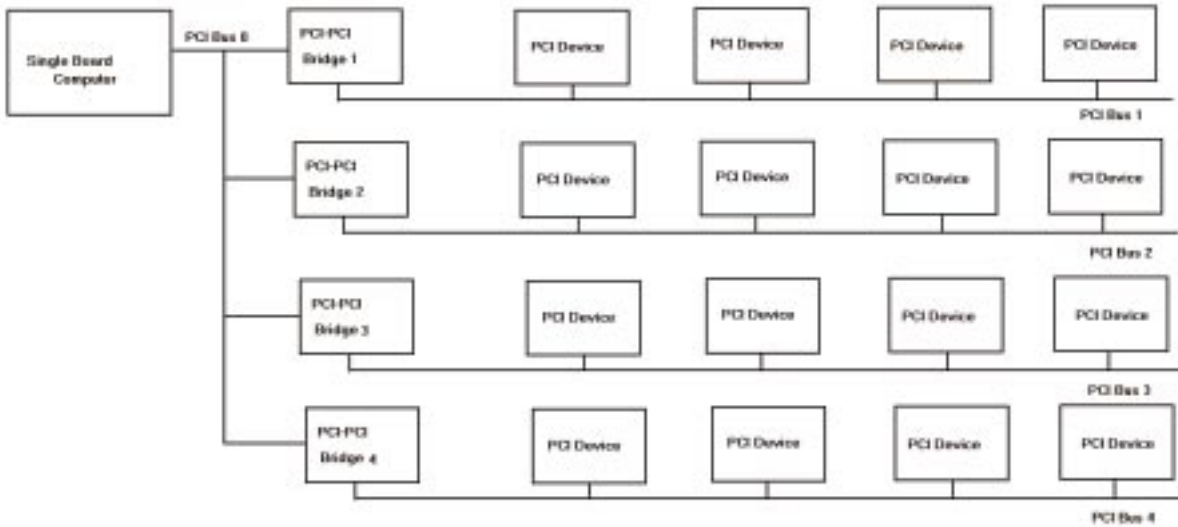 PCI Bus 0
Single Board
Computer
PCI-PCI
Bridge 1
PCI Device
PCI Device
PCI Device
PCI Device
PCI Bus 1
PCI-PCI
Bridge 2
PCI Device
PCI Device
PCI Device
PCI Device
PCI Bus 2
PCI-PCI
Bridge 3
PCI Device
PCI Device
PCI Device
PCI Device
PCI Bus 3
PCI-PCI
Bridge 4
PCI Device
PCI Device
PCI Device
PCI Device
PCI Bus 4